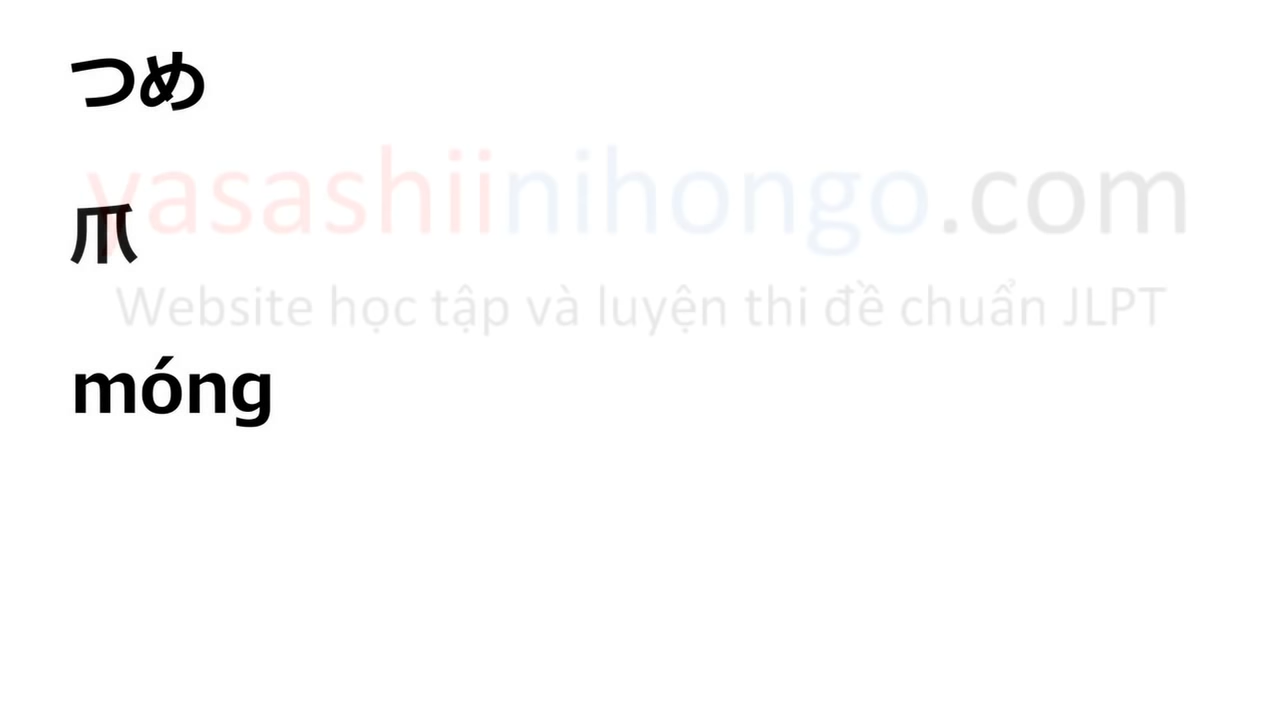 つめ
yasashiinihongo.com
爪
Website học tập và luyện thi đề chuẩn JLPT
móng